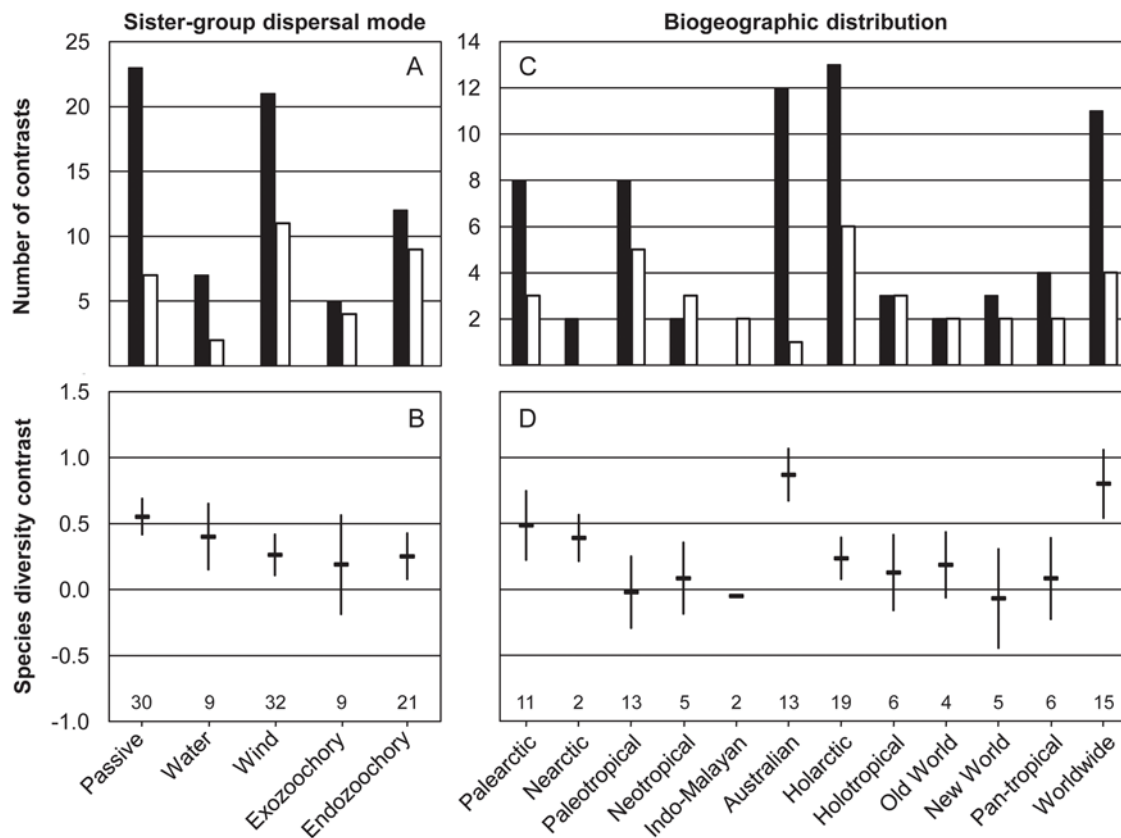 Sister-group dispersal mode
Biogeographic distribution
Number of contrasts
25
20
15
10
5
A
14
12
10
8
6
4
2
C
Species diversity contrast
1.5
1.0
0.5
0.0
-0.5
-1.0
B
30 9 32 9 21
D
11 2 13 5 2 13 19 6 4 5 6 15
Passive
Water
Wind
Exozoochory
Endozoochory
Palearctic
Nearctic
Paleotropical
Neotropical
Indo-Malayan
Australian
Holarctic
Holotropical
Old World
New World
Pan-tropical
Worldwide